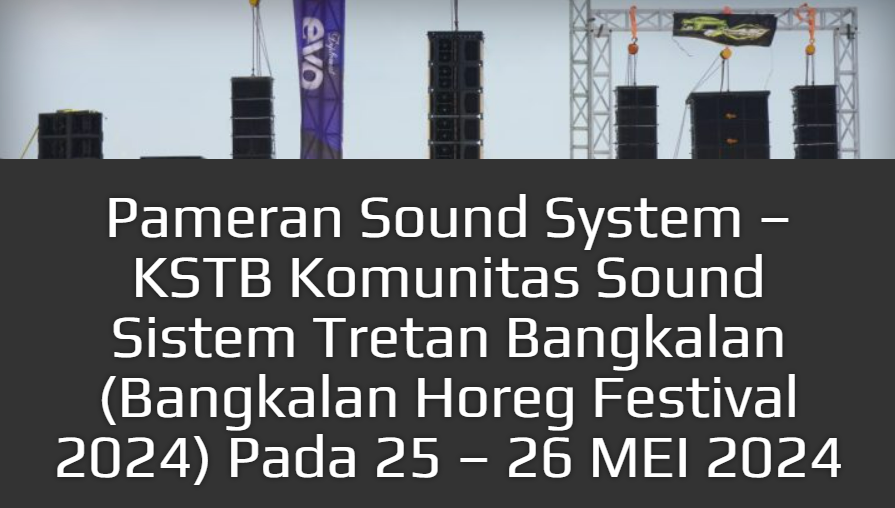 evo
Pameran Sound System –
KSTB Komunitas Sound
Sistem Tretan Bangkalan
(Bangkalan Horeg Festival
2024) Pada 25 – 26 MEI 2024